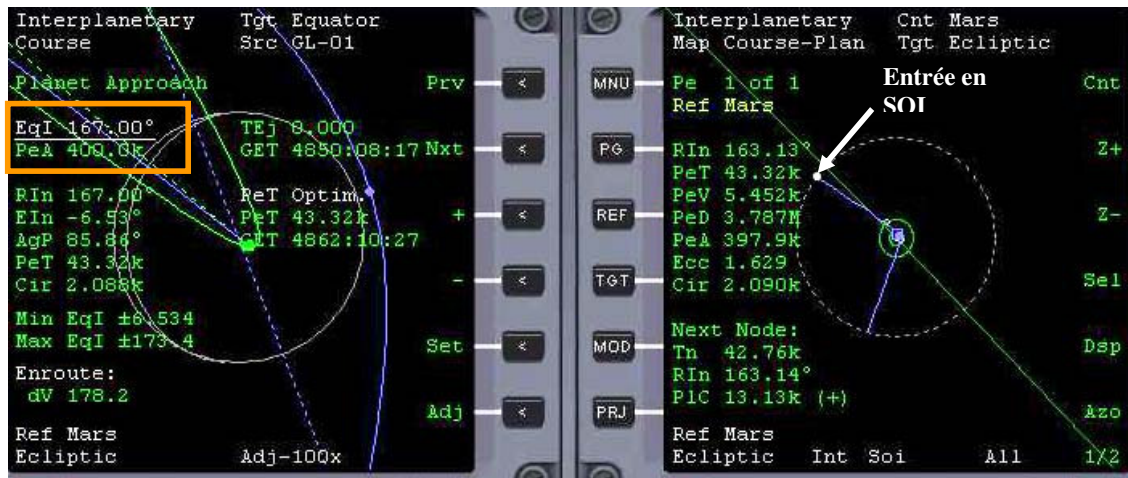 Interplanetary Tgt Equator
Course Src GL-01
Planet Approach Prv
EqI 167.00° TEj 0.000
PeA 400.0k GET 4850:08:17 Nxt
RIn 167.00° PeT Optim.
EIn -6.53° PeT 43.32k +
AgP 85.86° GET 4862:10:27
PeT 43.32k
Cir 2.088k -
Min EqI ±6.534
Max EqI ±173.4 Set
Enroute:
dV 178.2
Adj
Ref Mars
Ecliptic Adj-100x
<
<
<
<
<
<
MNU
PG
REF
TGT
MOD
PRJ
Interplanetary Cnt Mars
Map Course-Plan Tgt Ecliptic
Pe 1 of 1 Cnt
Ref Mars
Entrée en
SOI
RIn 163.13° Z+
PeT 43.32k
PeV 5.452k
PeD 3.787M Z-
PeA 397.9k
Ecc 1.629
Cir 2.090k Sel
Next Node:
Tn 42.76k Dsp
RIn 163.14°
PlC 13.13k (+)
Azo
Ref Mars
Ecliptic Int Soi All 1/2